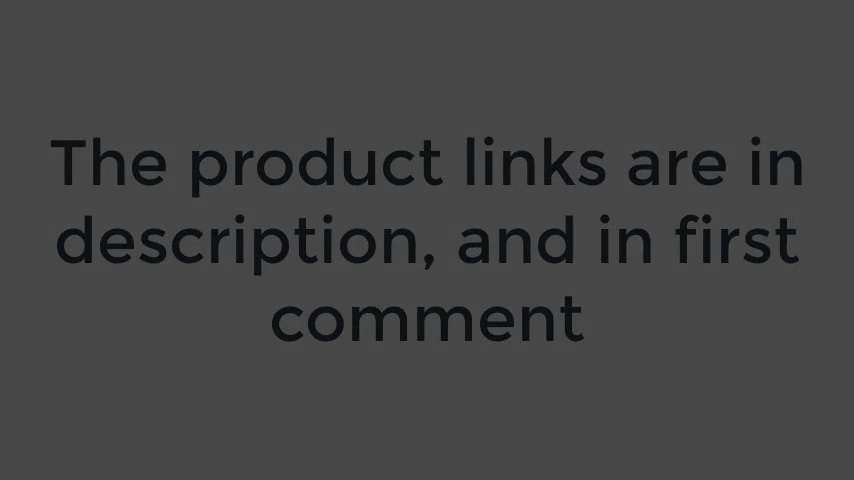 The product links are in
description, and in first
comment